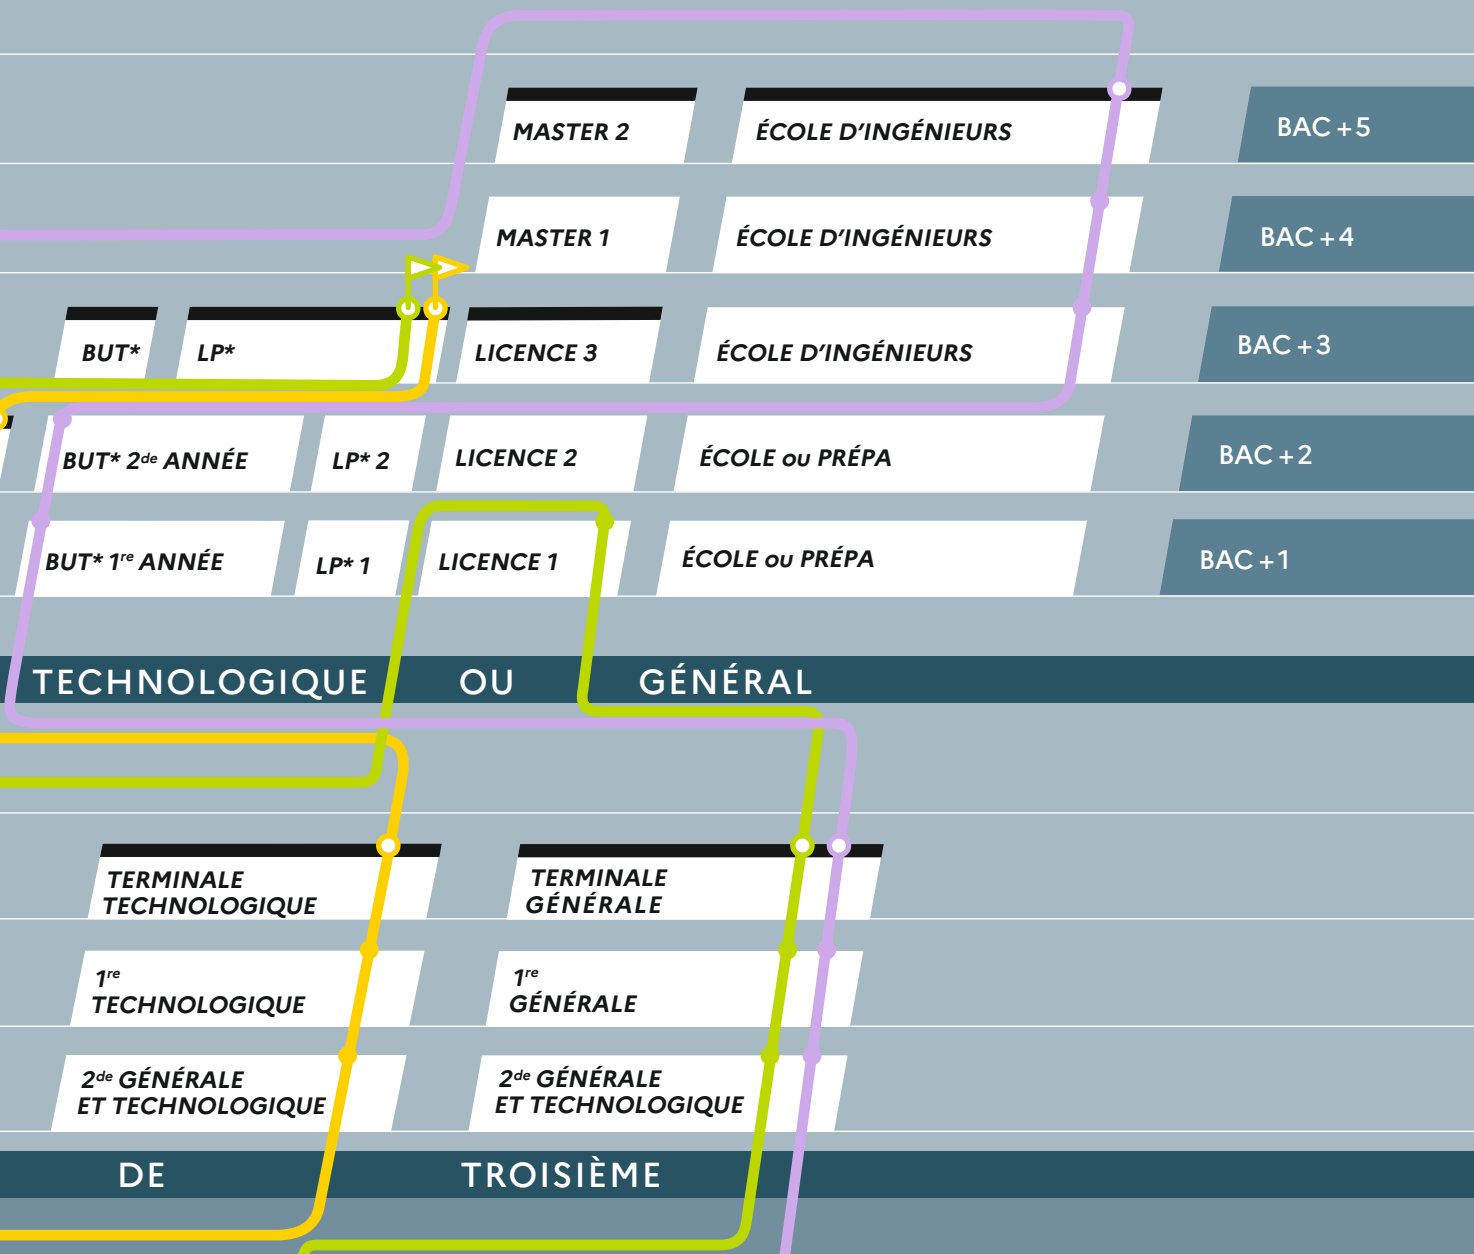 MASTER 2
ÉCOLE D'INGÉNIEURS
BAC +5
MASTER 1
ÉCOLE D'INGÉNIEURS
BAC +4
BUT*
LP*
LICENCE 3
ÉCOLE D'INGÉNIEURS
BAC +3
BUT* 2de ANNÉE
LP* 2
LICENCE 2
ÉCOLE ou PRÉPA
BAC +2
BUT* 1re ANNÉE
LP* 1
LICENCE 1
ÉCOLE ou PRÉPA
BAC +1
TECHNOLOGIQUE OU GÉNÉRAL
TERMINALE
TECHNOLOGIQUE
TERMINALE
GÉNÉRALE
1re
TECHNOLOGIQUE
1re
GÉNÉRALE
2de GÉNÉRALE
ET TECHNOLOGIQUE
2de GÉNÉRALE
ET TECHNOLOGIQUE
DE TROISIÈME